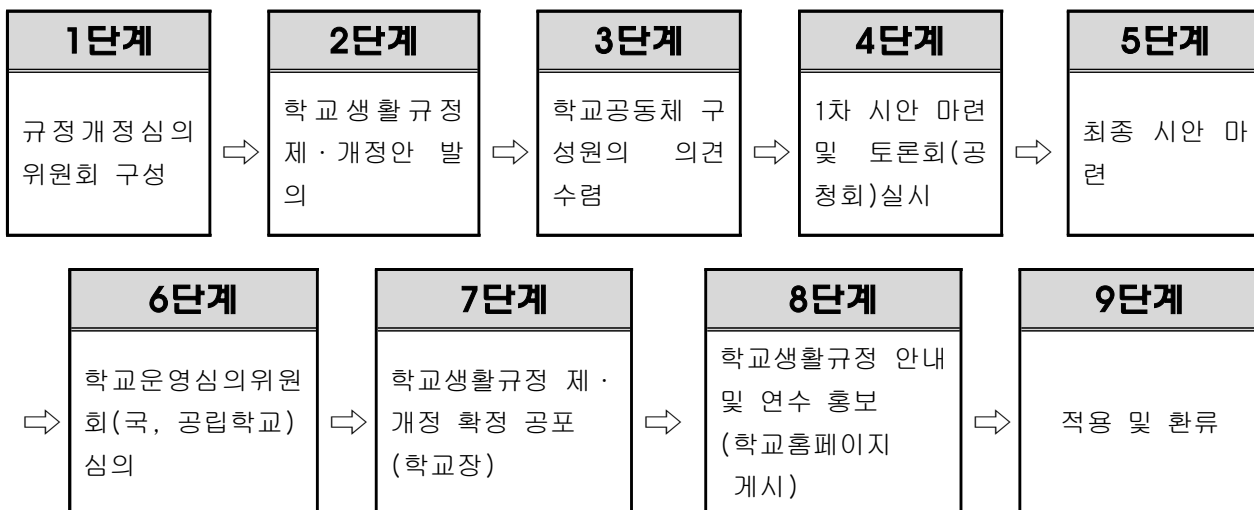 1단계
규정개정심의
위원회 구성
2단계
학교생활규정
제·개정안 발
의
3단계
학교공동체 구
성원의 의견
수렴
4단계
1차 시안 마련
및 토론회(공
청회)실시
5단계
최종 시안 마
련
6단계
학교운영심의위원
회(국, 공립학교)
심의
7단계
학교생활규정 제·
개정 확정 공포
(학교장)
8단계
학교생활규정 안내
및 연수 홍보
(학교홈페이지
게시)
9단계
적용 및 환류